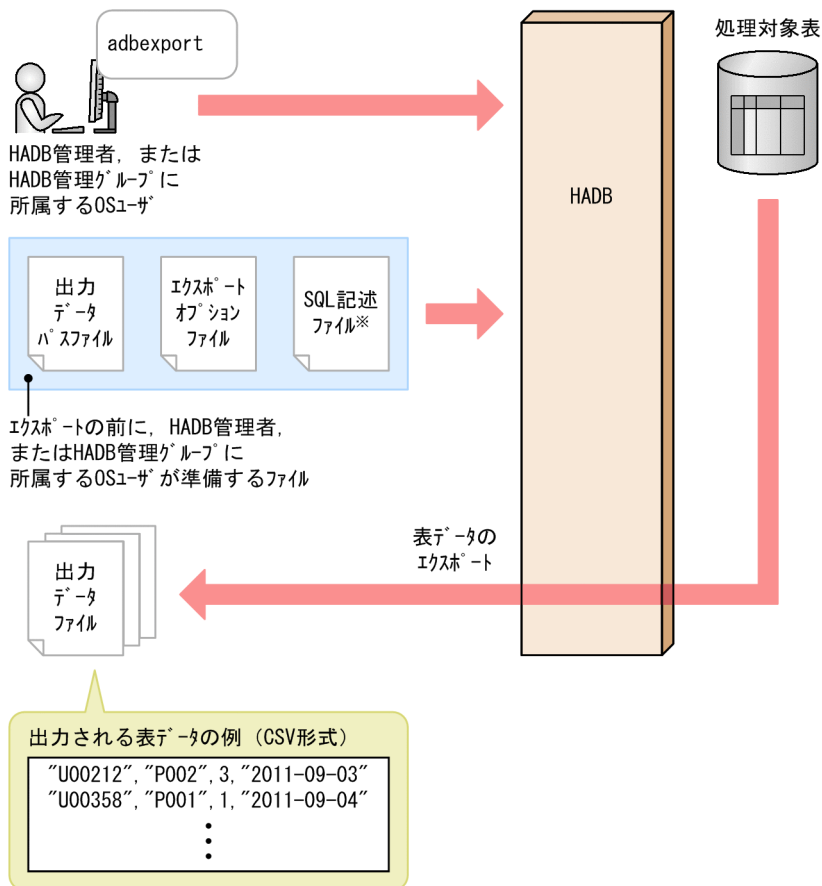 adbexport
処理対象表
HADB管理者，または
HADB管理ｸﾞﾙｰﾌﾟに
所属するOSﾕｰｻﾞ
HADB
出力
ﾃﾞｰﾀ
ﾊﾟｽﾌｧｲﾙ
ｴｸｽﾎﾟｰﾄ
ｵﾌﾟｼｮﾝ
ﾌｧｲﾙ
SQL記述
ﾌｧｲﾙ※
ｴｸｽﾎﾟｰﾄの前に，HADB管理者，
またはHADB管理ｸﾞﾙｰﾌﾟに
所属するOSﾕｰｻﾞが準備するﾌｧｲﾙ
表ﾃﾞｰﾀの
ｴｸｽﾎﾟｰﾄ
出力
ﾃﾞｰﾀ
ﾌｧｲﾙ
出力される表ﾃﾞｰﾀの例（CSV形式）
"U00212","P002",3,"2011-09-03"
"U00358","P001",1,"2011-09-04"